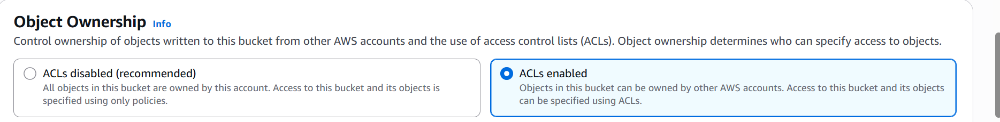 Object Ownership Info
Control ownership of objects written to this bucket from other AWS accounts and the use of access control lists (ACLs). Object ownership determines who can specify access to objects.
ACLs disabled (recommended)
All objects in this bucket are owned by this account. Access to this bucket and its objects is
specified using only policies.
ACLs enabled
Objects in this bucket can be owned by other AWS accounts. Access to this bucket and its objects
can be specified using ACLs.